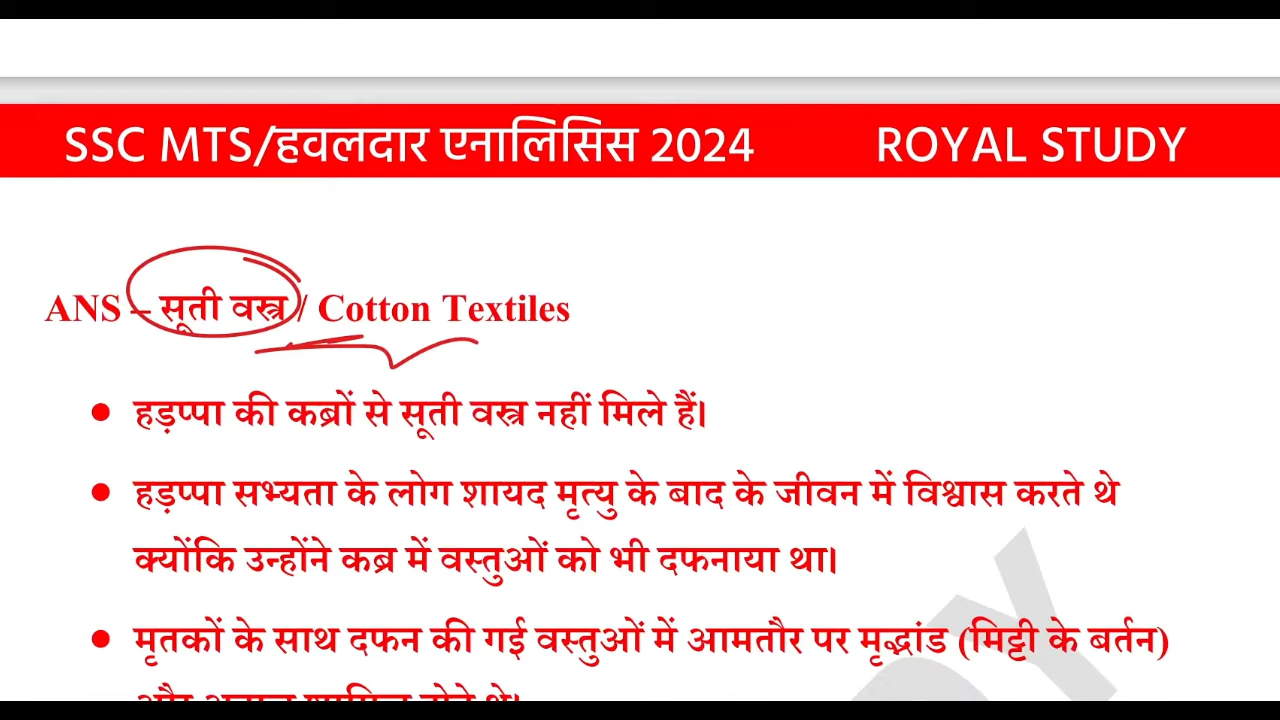 SSC MTS/हवलदार एनालिसिस 2024 ROYAL STUDY
ANS – सूती वस्त्र / Cotton Textiles
• हड़प्पा की कब्रों से सूती वस्त्र नहीं मिले हैं।
• हड़प्पा सभ्यता के लोग शायद मृत्यु के बाद के जीवन में विश्वास करते थे
क्योंकि उन्होंने कब्र में वस्तुओं को भी दफनाया था।
• मृतकों के साथ दफन की गई वस्तुओं में आमतौर पर मृद्भांड (मिट्टी के बर्तन)